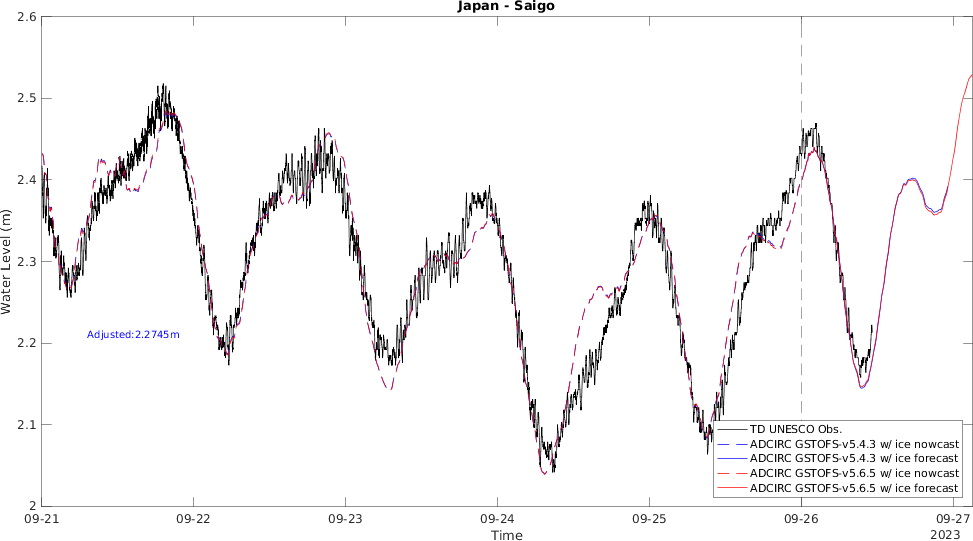 Japan - Saigo
2.6
2.5
2.4
2.3
2.2
2.1
2
Water Level (m)
Adjusted:2.2745m
TD UNESCO Obs.
ADCIRC GSTOFS-v5.4.3 w/ ice nowcast
ADCIRC GSTOFS-v5.4.3 w/ ice forecast
ADCIRC GSTOFS-v5.6.5 w/ ice nowcast
ADCIRC GSTOFS-v5.6.5 w/ ice forecast
09-21 09-22 09-23 09-24 09-25 09-26 09-27
Time
2023